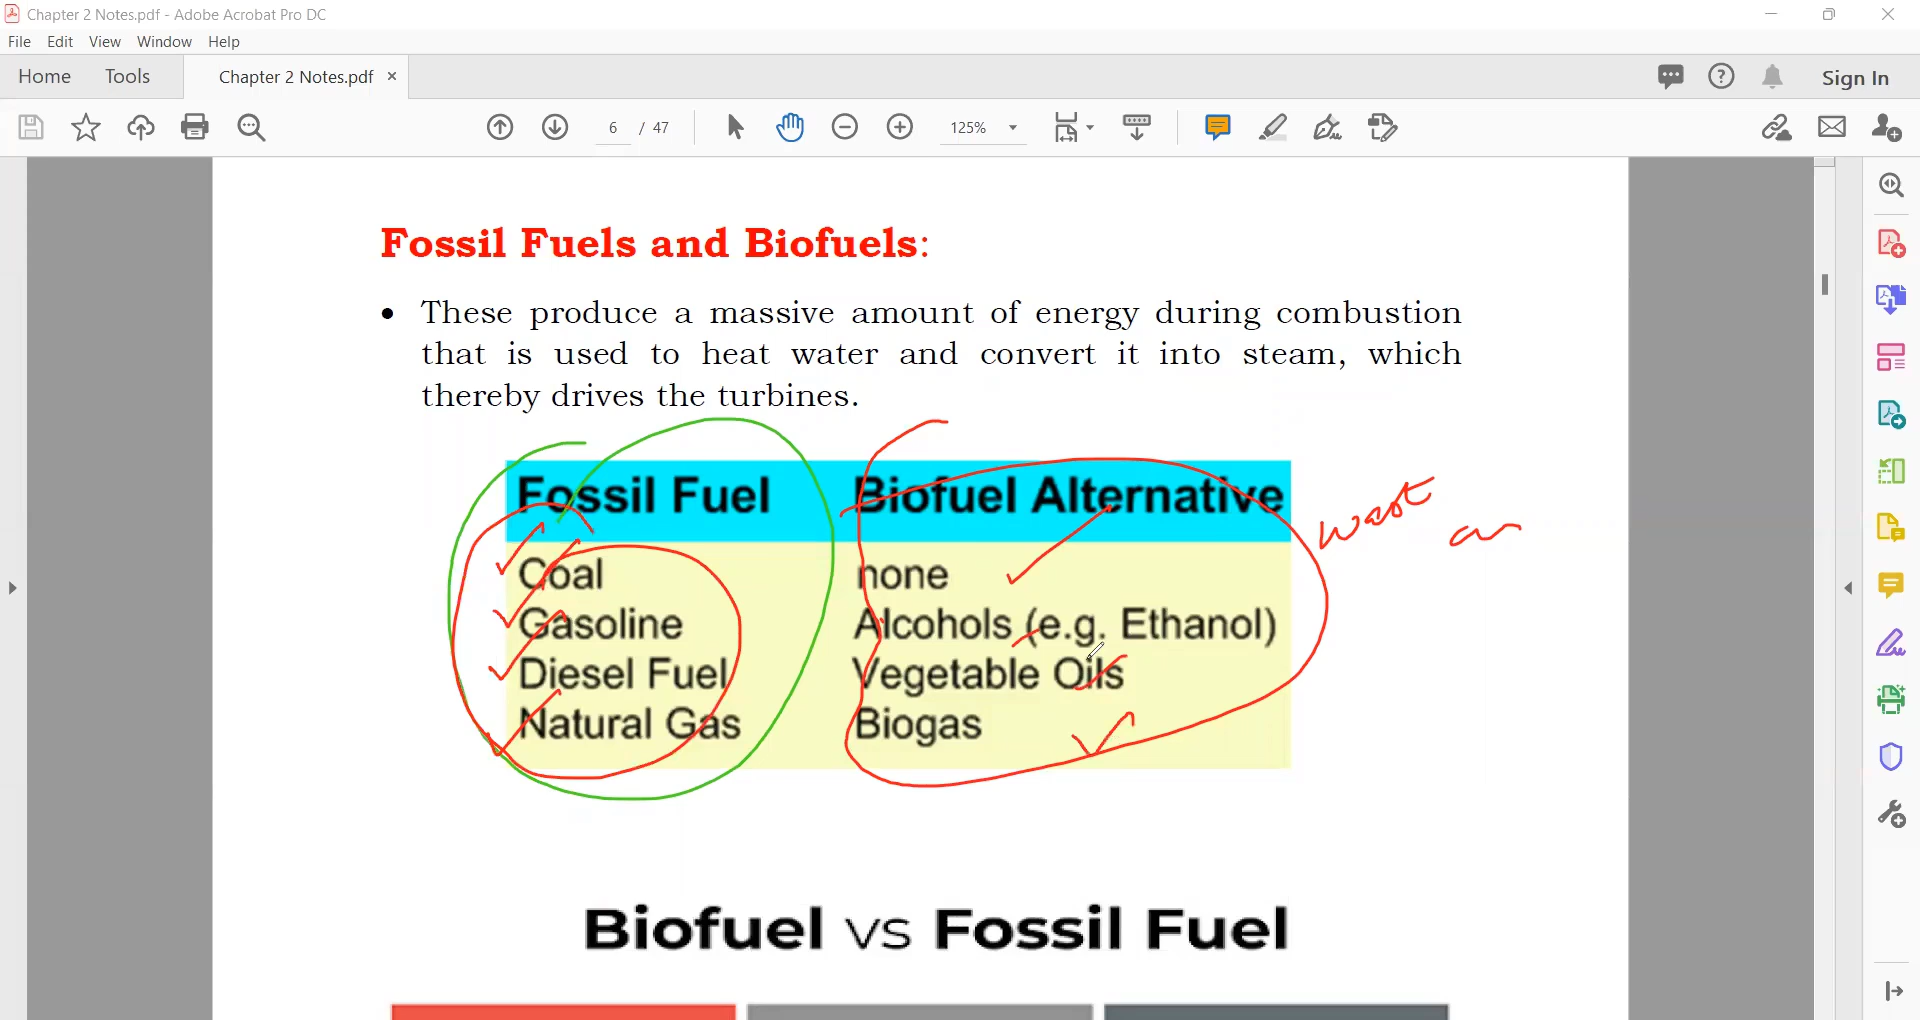 Chapter 2 Notes.pdf - Adobe Acrobat Pro DC
File Edit View Window Help
Home Tools Chapter 2 Notes.pdf × Sign In
6 / 47 125%
Fossil Fuels and Biofuels:
• These produce a massive amount of energy during combustion
that is used to heat water and convert it into steam, which
thereby drives the turbines.
Fossil Fuel Biofuel Alternative
Coal none
Gasoline Alcohols (e.g. Ethanol)
Diesel Fuel Vegetable Oils
Natural Gas Biogas
Biofuel vs Fossil Fuel